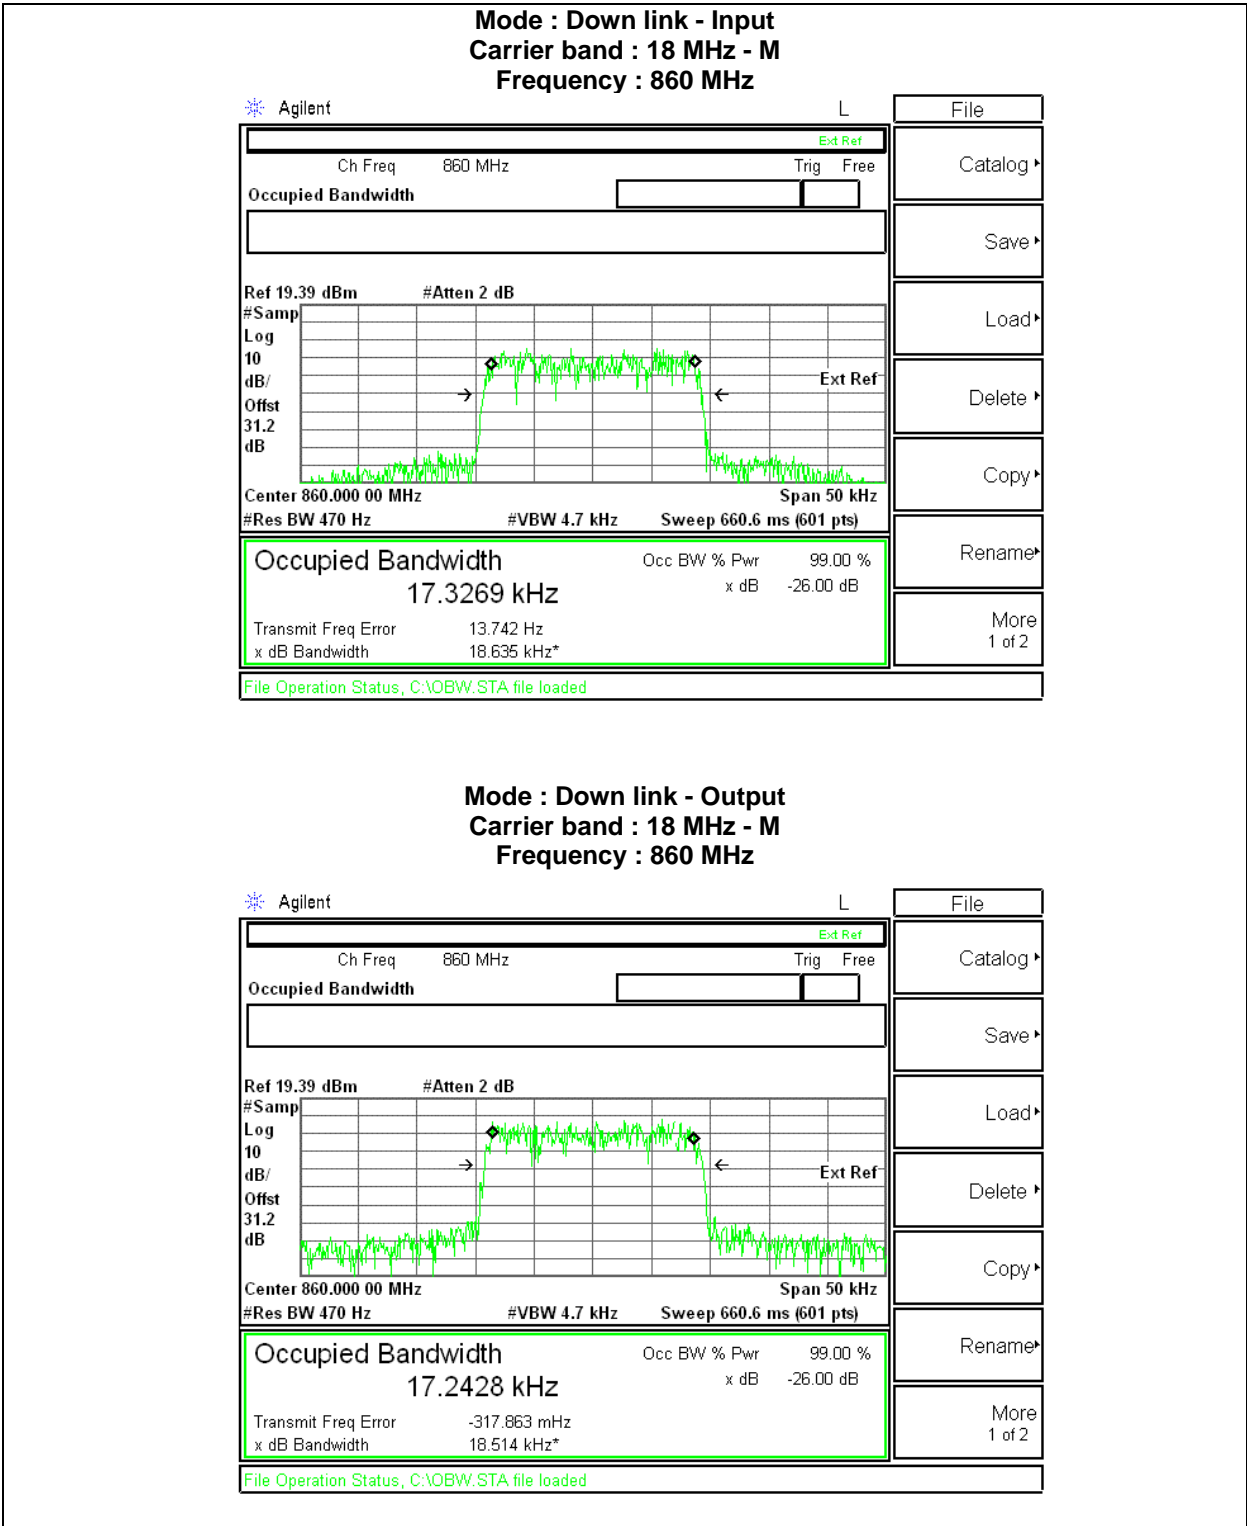 Mode : Down link - Input
Carrier band : 18 MHz - M
Frequency : 860 MHz
Agilent L File
Ext Ref
Ch Freq 860 MHz Trig Free
Occupied Bandwidth
Catalog
Save
Ref 19.39 dBm #Atten 2 dB
#Samp
Log
10
dB/
Offst
31.2
dB
Ext Ref
Load
Delete
Copy
Center 860.000 00 MHz Span 50 kHz
#Res BW 470 Hz #VBW 4.7 kHz Sweep 660.6 ms (601 pts)
Occupied Bandwidth Occ BW % Pwr 99.00 %
17.3269 kHz x dB -26.00 dB
Transmit Freq Error 13.742 Hz
x dB Bandwidth 18.635 kHz*
Rename
More
1 of 2
File Operation Status, C:\OBW.STA file loaded
Mode : Down link - Output
Carrier band : 18 MHz - M
Frequency : 860 MHz
Agilent L File
Ext Ref
Ch Freq 860 MHz Trig Free
Occupied Bandwidth
Catalog
Save
Ref 19.39 dBm #Atten 2 dB
#Samp
Log
10
dB/
Offst
31.2
dB
Ext Ref
Load
Delete
Copy
Center 860.000 00 MHz Span 50 kHz
#Res BW 470 Hz #VBW 4.7 kHz Sweep 660.6 ms (601 pts)
Occupied Bandwidth Occ BW % Pwr 99.00 %
17.2428 kHz x dB -26.00 dB
Transmit Freq Error -317.863 mHz
x dB Bandwidth 18.514 kHz*
Rename
More
1 of 2
File Operation Status, C:\OBW.STA file loaded